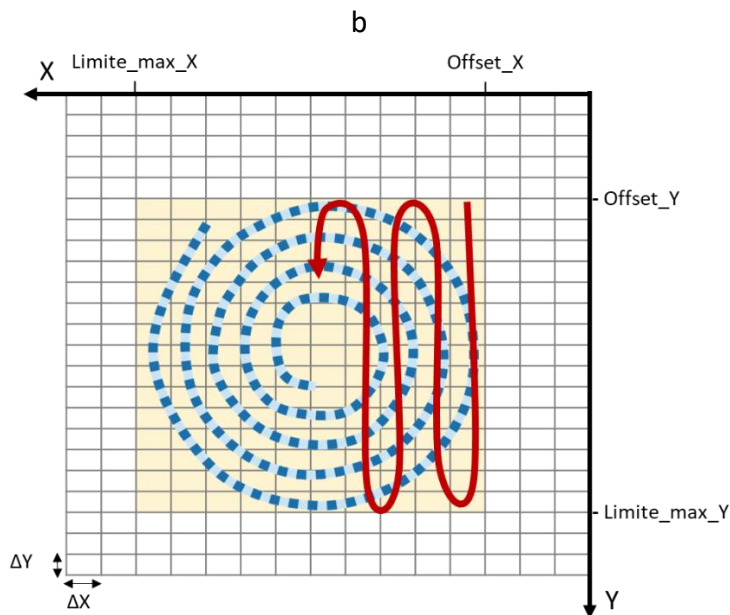 b
Limite_max_X
Offset_X
X
Offset_Y
Limite_max_Y
ΔY
ΔX
Y